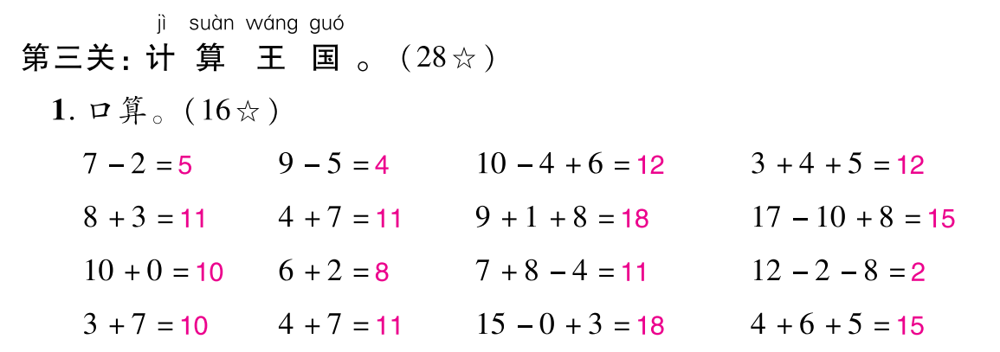 jì suàn wáng guó
第三关：计 算 王 国 。（28☆）
1. 口算。（16☆）
7－2＝5 9－5＝4 10－4＋6＝12 3＋4＋5＝12
8＋3＝11 4＋7＝11 9＋1＋8＝18 17－10＋8＝15
10＋0＝10 6＋2＝8 7＋8－4＝11 12－2－8＝2
3＋7＝10 4＋7＝11 15－0＋3＝18 4＋6＋5＝15